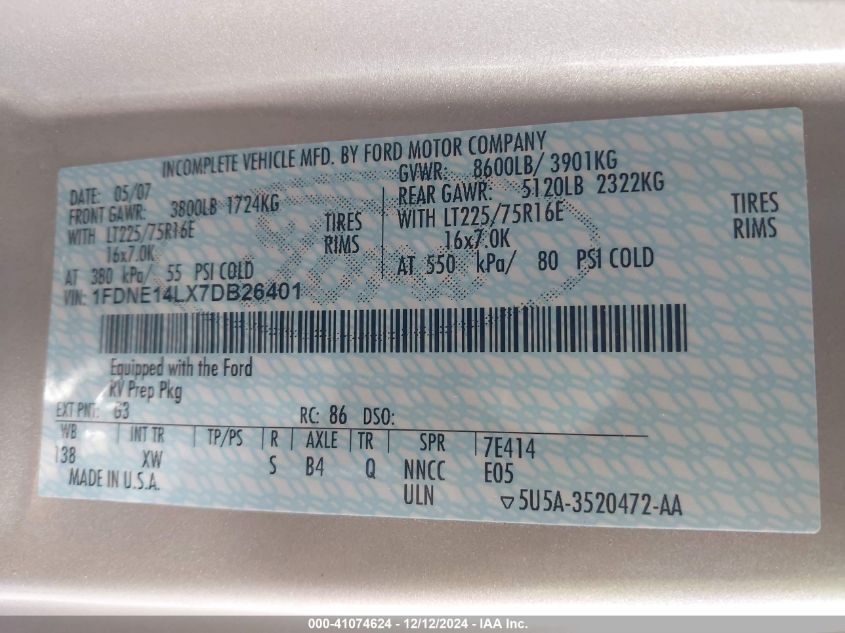 INCOMPLETE VEHICLE MFD. BY FORD MOTOR COMPANY
DATE: 05/07
GVWR: 8600LB/ 3901KG
FRONT GAWR: 3800LB 1724KG
REAR GAWR: 5120LB 2322KG
WITH LT225/75R16E TIRES
WITH LT225/75R16E TIRES
16x7.0K RIMS
16x7.0K RIMS
AT 380 kPa/ 55 PSI COLD
AT 550 kPa/ 80 PSI COLD
VIN: 1FDNE14LX7DB26401
Equipped with the Ford
RV Prep Pkg
EXT PNT: G3 RC: 86 DSO:
WB INT TR TP/PS R AXLE TR SPR 7E414
138 XW S B4 Q NNCC E05
MADE IN U.S.A. ULN ▽5U5A-3520472-AA
000-41074624 - 12/12/2024 - IAA Inc.